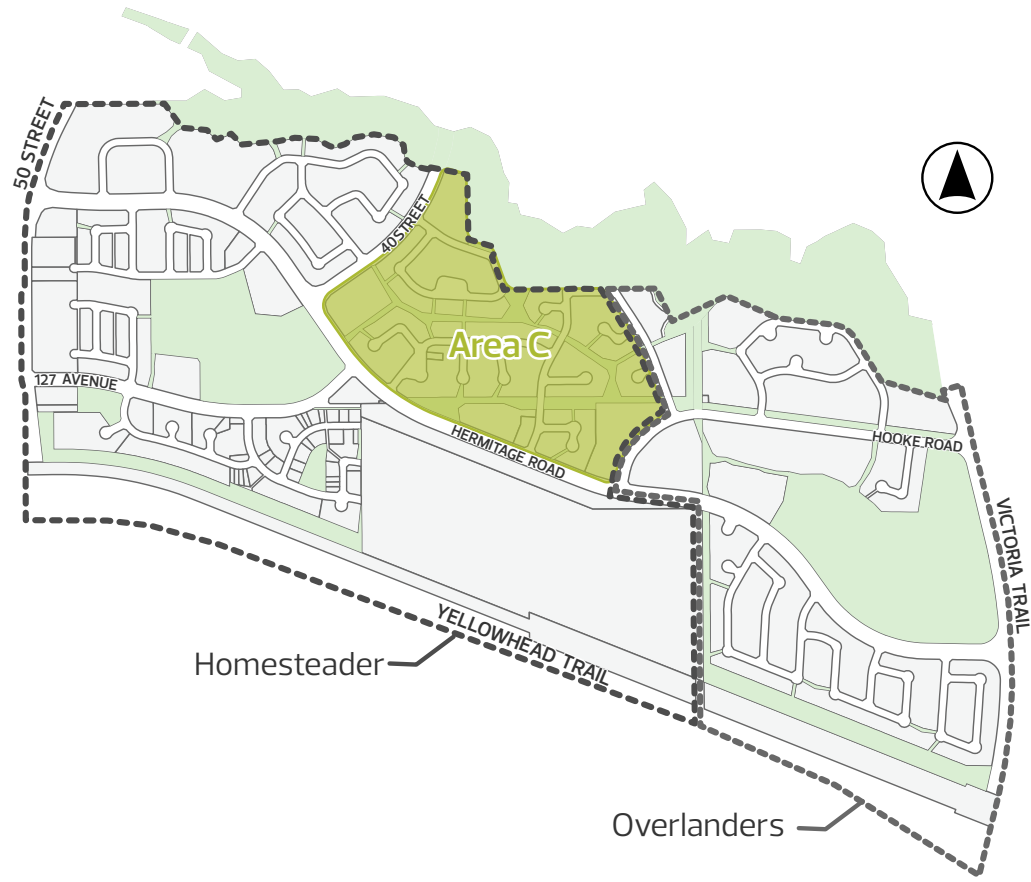 50 STREET
40 STREET
Area C
127 AVENUE
HERMITAGE ROAD
HOOKE ROAD
VICTORIA TRAIL
YELLOWHEAD TRAIL
Homesteader
Overlanders